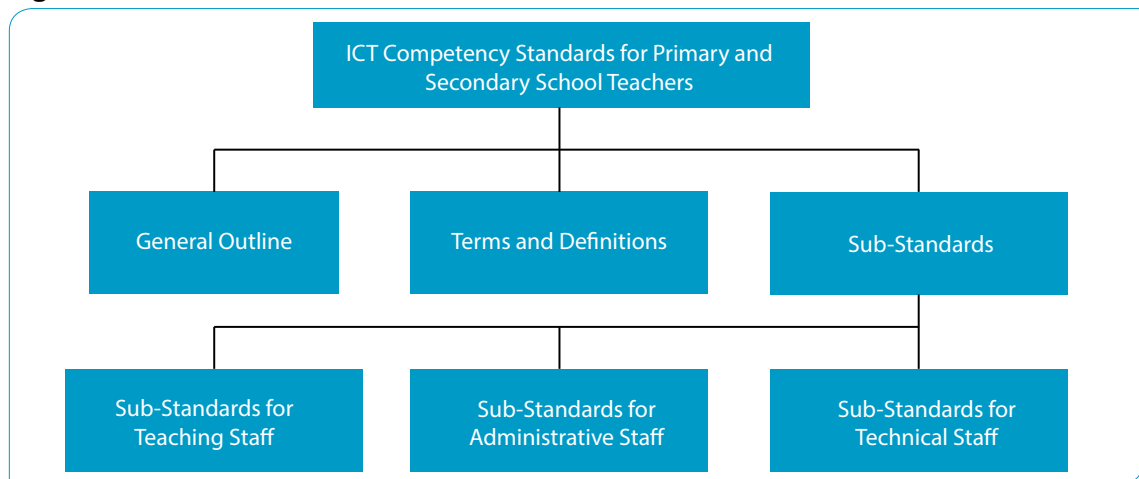 ICT Competency Standards for Primary and
Secondary School Teachers
General Outline
Terms and Definitions
Sub-Standards
Sub-Standards for
Teaching Staff
Sub-Standards for
Administrative Staff
Sub-Standards for
Technical Staff